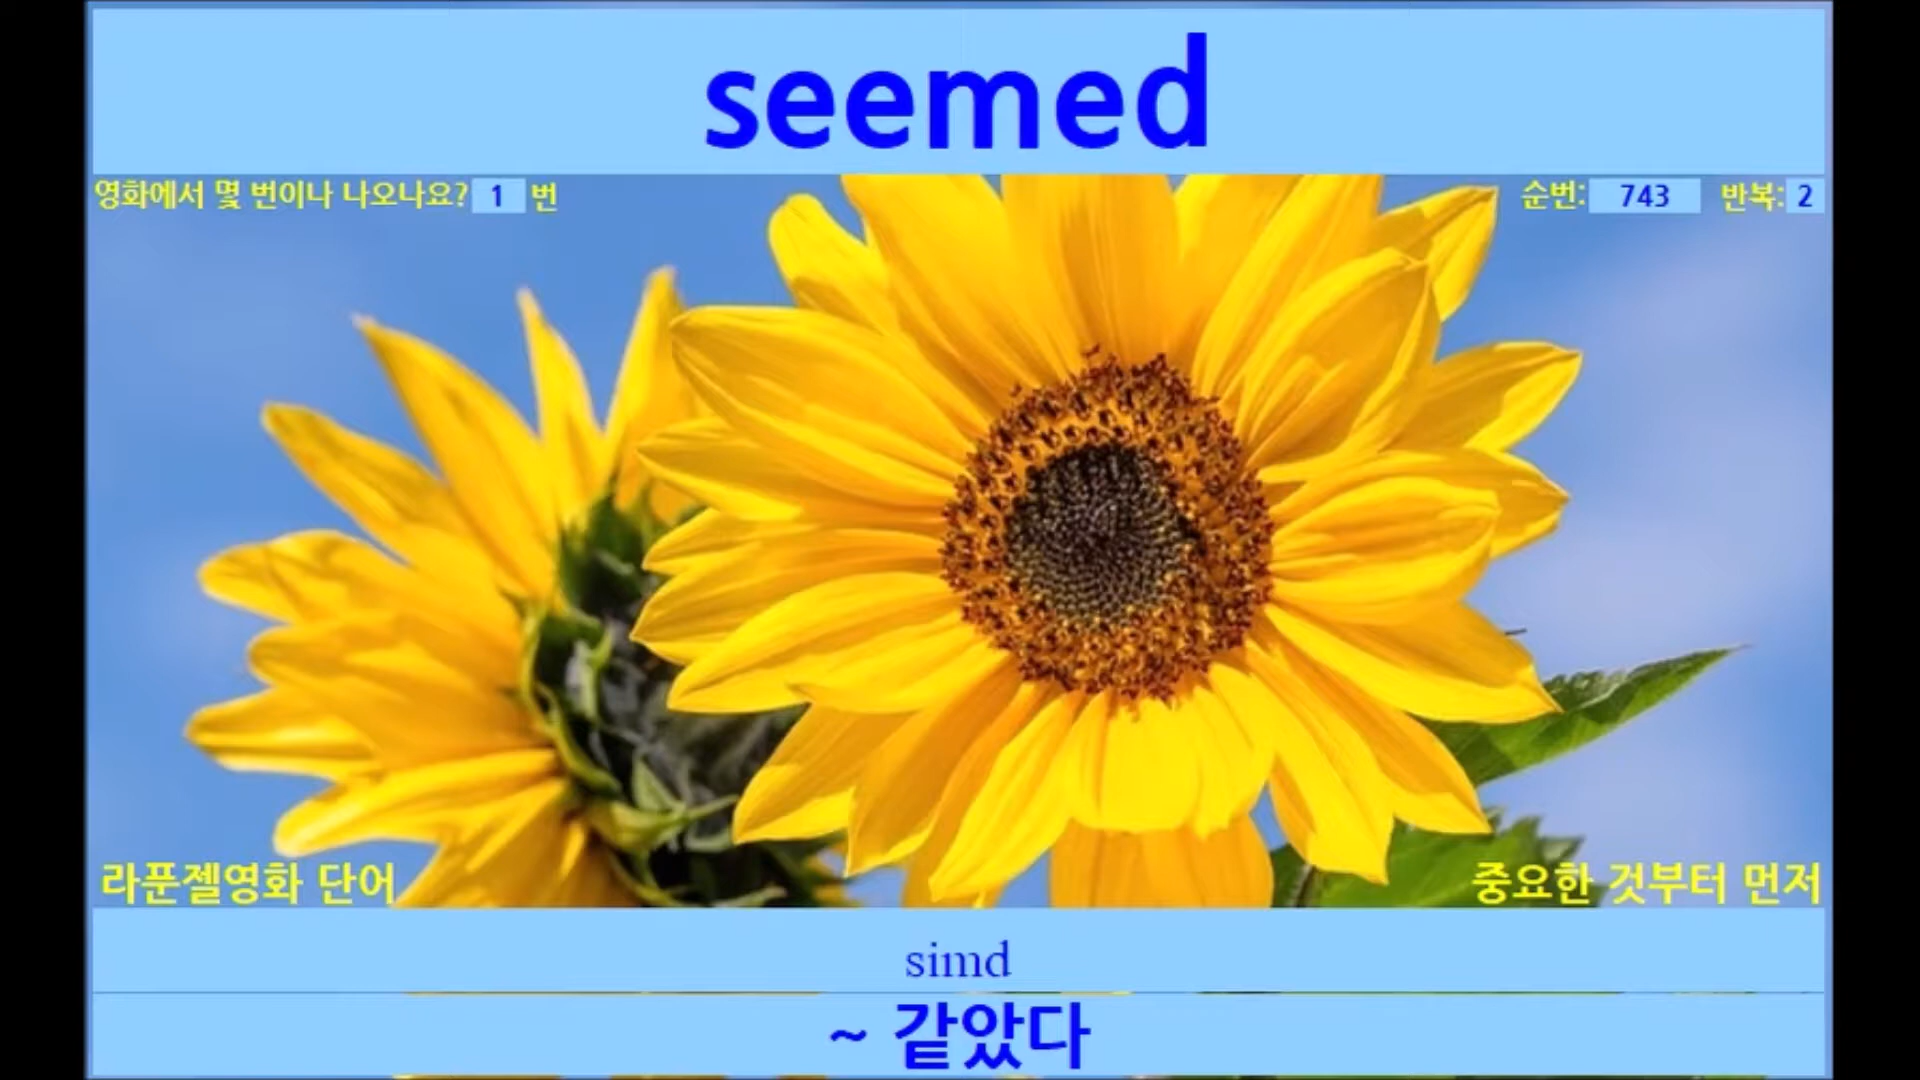 seemed
영화에서 몇 번이나 나오나요? 1 번
순번: 743 반복: 2
라푼젤영화 단어
중요한 것부터 먼저
simd
~ 같았다